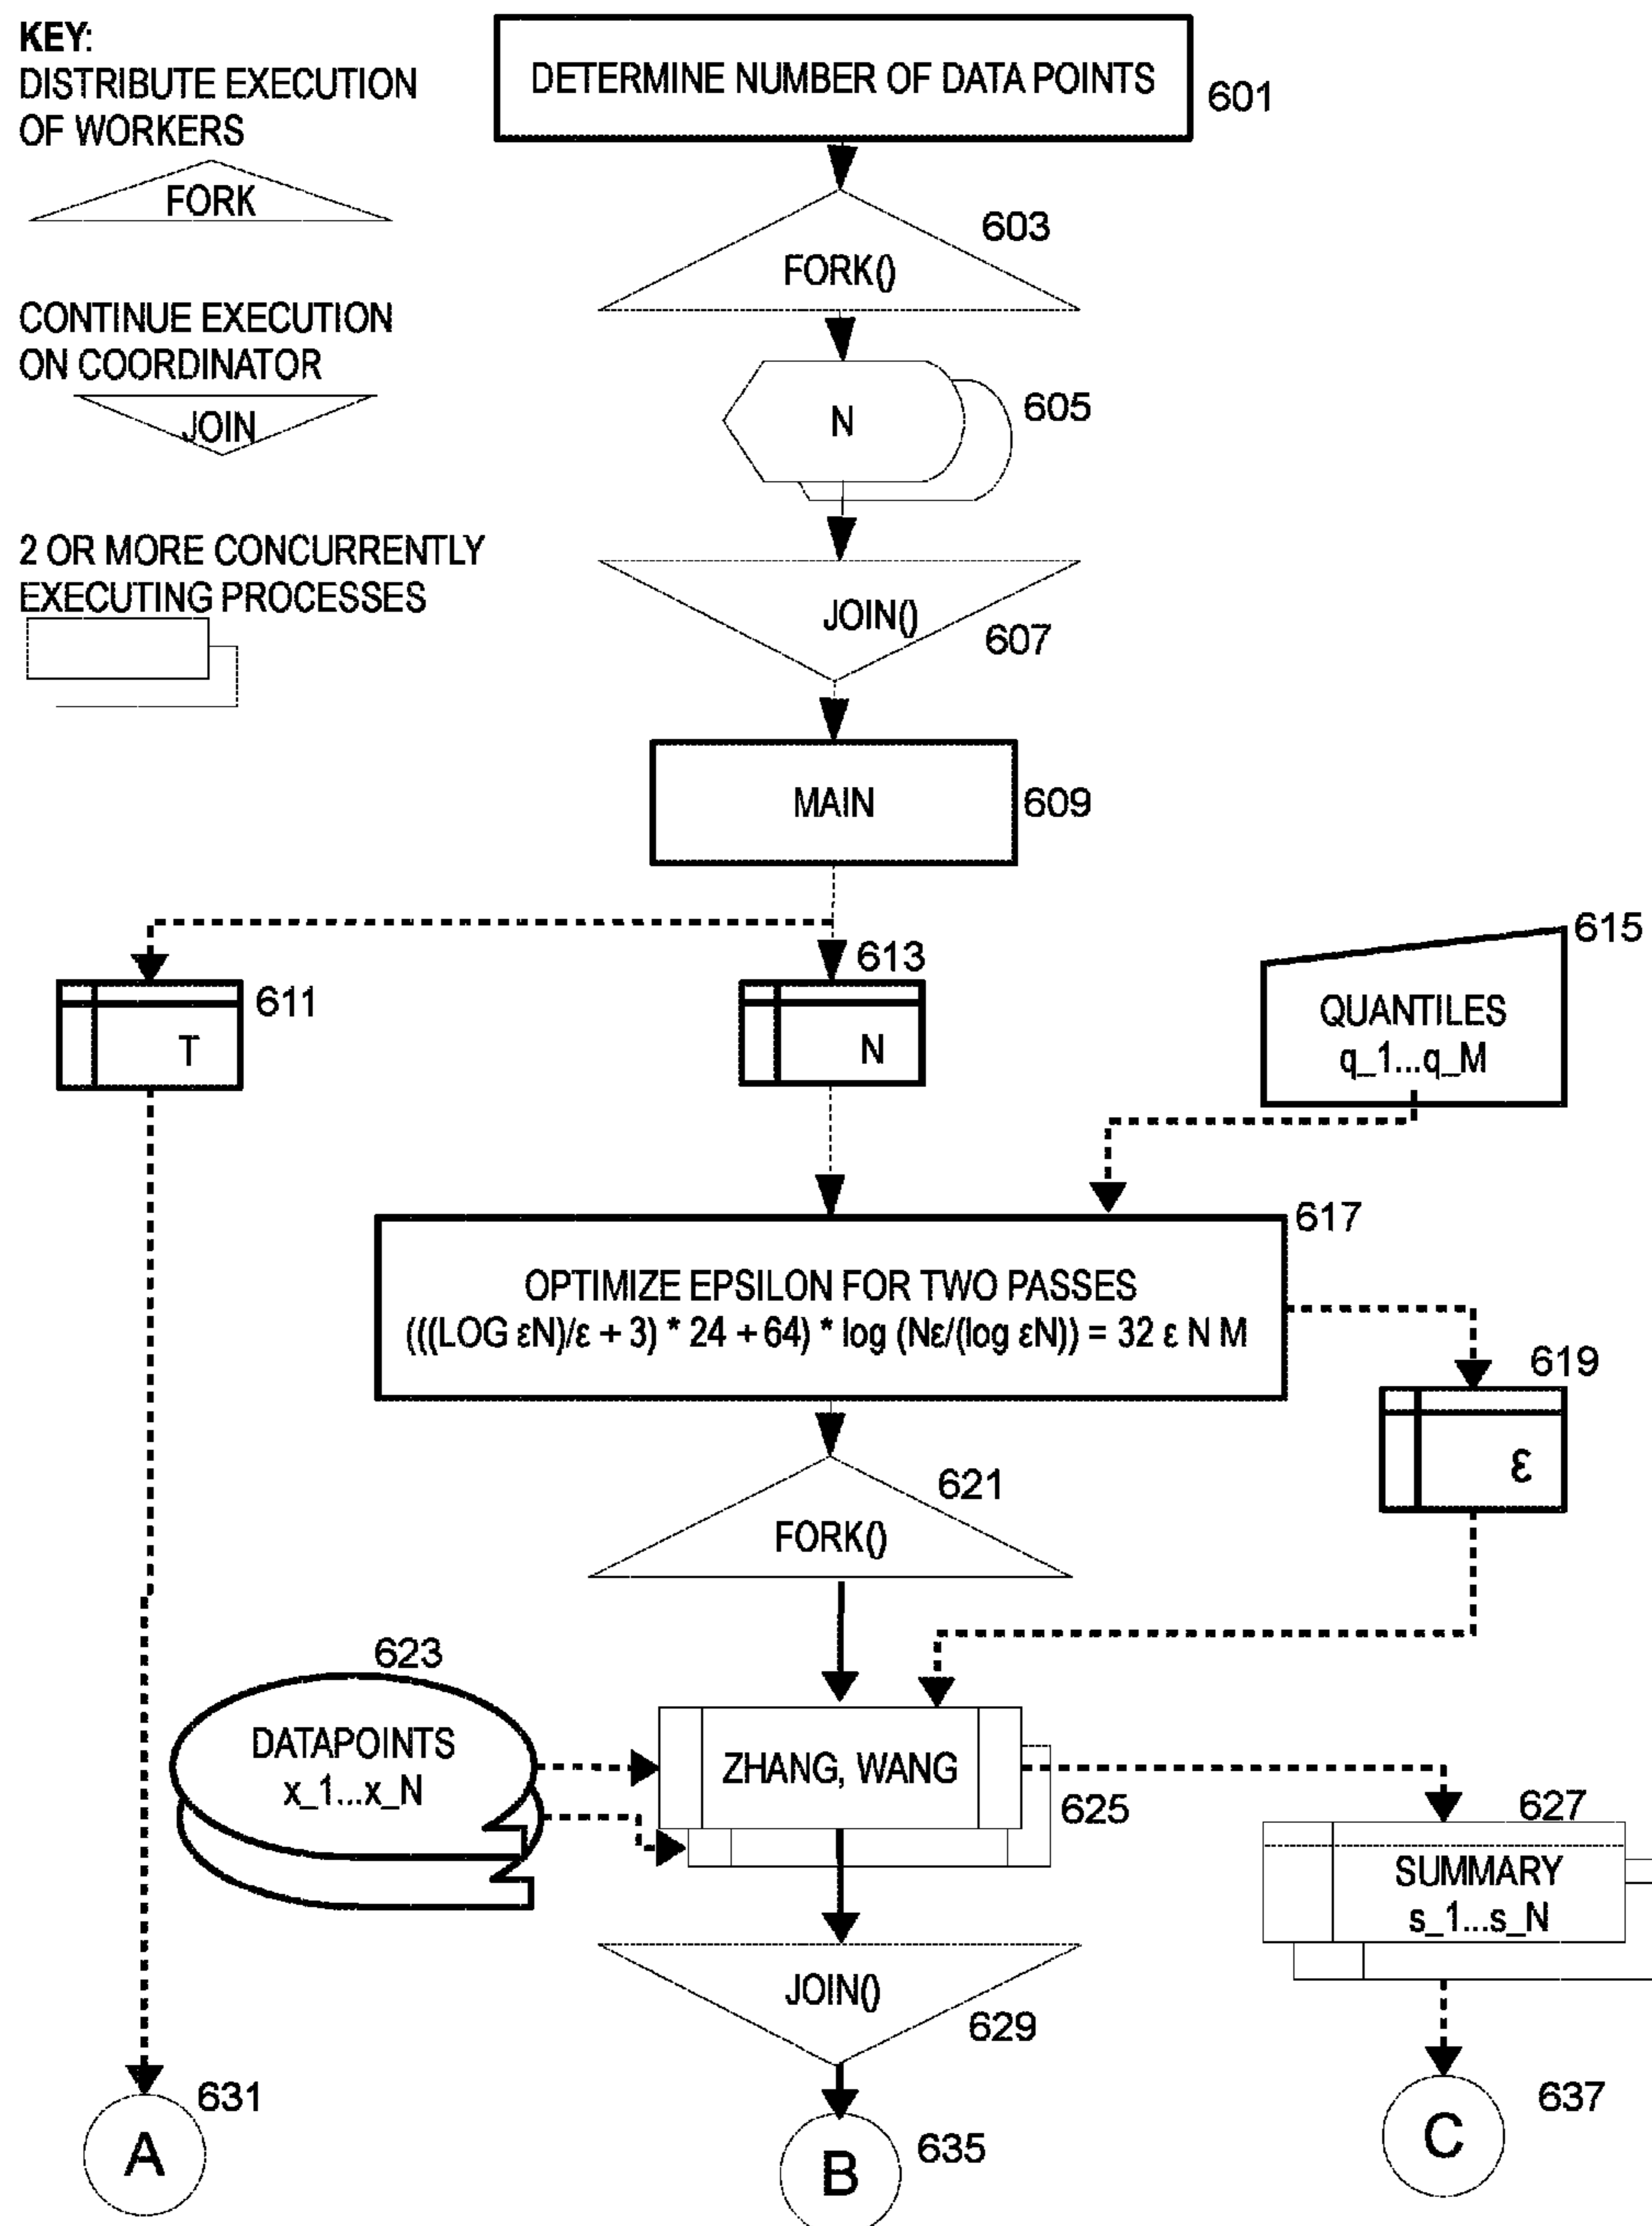 KEY:
DISTRIBUTE EXECUTION
OF WORKERS
FORK
CONTINUE EXECUTION
ON COORDINATOR
JOIN
2 OR MORE CONCURRENTLY
EXECUTING PROCESSES
DETERMINE NUMBER OF DATA POINTS
601
603
FORK()
605
N
JOIN()
607
MAIN
609
611
T
613
N
615
QUANTILES
q_1...q_M
617
OPTIMIZE EPSILON FOR TWO PASSES
(((LOG εN)/ε + 3) * 24 + 64) * log (Nε/(log εN)) = 32 ε N M
619
ε
621
FORK()
623
DATAPOINTS
x_1...x_N
ZHANG, WANG
625
627
SUMMARY
s_1...s_N
JOIN()
629
631
A
635
B
637
C